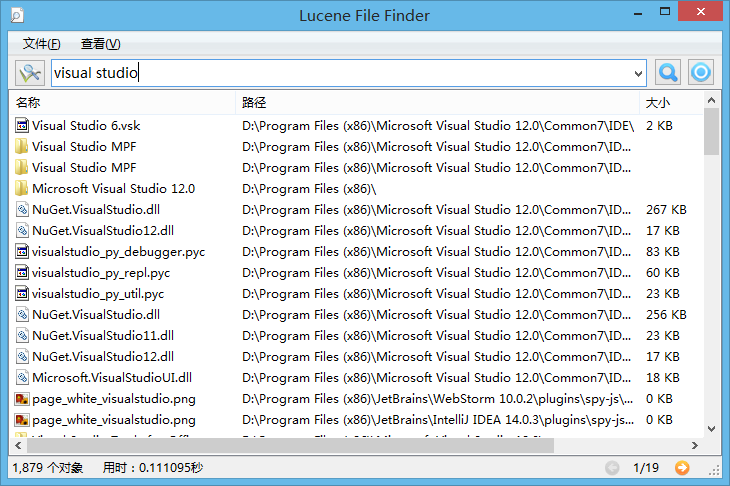 Lucene File Finder
文件(F) 查看(V)
visual studio
名称 路径 大小
Visual Studio 6.vsk D:\Program Files (x86)\Microsoft Visual Studio 12.0\Common7\IDE\ 2 KB
Visual Studio MPF D:\Program Files (x86)\Microsoft Visual Studio 12.0\Common7\ID...
Visual Studio MPF D:\Program Files (x86)\Microsoft Visual Studio 12.0\Common7\ID...
Microsoft Visual Studio 12.0 D:\Program Files (x86)\
NuGet.VisualStudio.dll D:\Program Files (x86)\Microsoft Visual Studio 12.0\Common7\ID... 267 KB
NuGet.VisualStudio12.dll D:\Program Files (x86)\Microsoft Visual Studio 12.0\Common7\ID... 17 KB
visualstudio_py_debugger.pyc D:\Program Files (x86)\Microsoft Visual Studio 12.0\Common7\ID... 83 KB
visualstudio_py_repl.pyc D:\Program Files (x86)\Microsoft Visual Studio 12.0\Common7\ID... 60 KB
visualstudio_py_util.pyc D:\Program Files (x86)\Microsoft Visual Studio 12.0\Common7\ID... 23 KB
NuGet.VisualStudio.dll D:\Program Files (x86)\Microsoft Visual Studio 12.0\Common7\ID... 256 KB
NuGet.VisualStudio11.dll D:\Program Files (x86)\Microsoft Visual Studio 12.0\Common7\ID... 23 KB
NuGet.VisualStudio12.dll D:\Program Files (x86)\Microsoft Visual Studio 12.0\Common7\ID... 17 KB
Microsoft.VisualStudioUI.dll D:\Program Files (x86)\Microsoft Visual Studio 12.0\Common7\ID... 18 KB
page_white_visualstudio.png D:\Program Files (x86)\JetBrains\WebStorm 10.0.2\plugins\spy-js\... 0 KB
page_white_visualstudio.png D:\Program Files (x86)\JetBrains\IntelliJ IDEA 14.0.3\plugins\spy-js... 0 KB
1,879 个对象 用时：0.111095秒 1/19